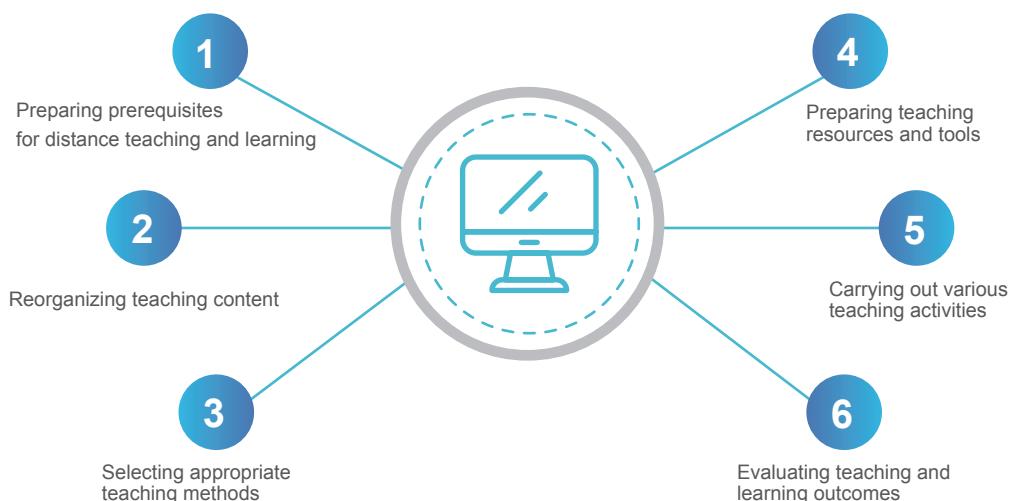 1
Preparing prerequisites
for distance teaching and learning
2
Reorganizing teaching content
3
Selecting appropriate
teaching methods
4
Preparing teaching
resources and tools
5
Carrying out various
teaching activities
6
Evaluating teaching and
learning outcomes